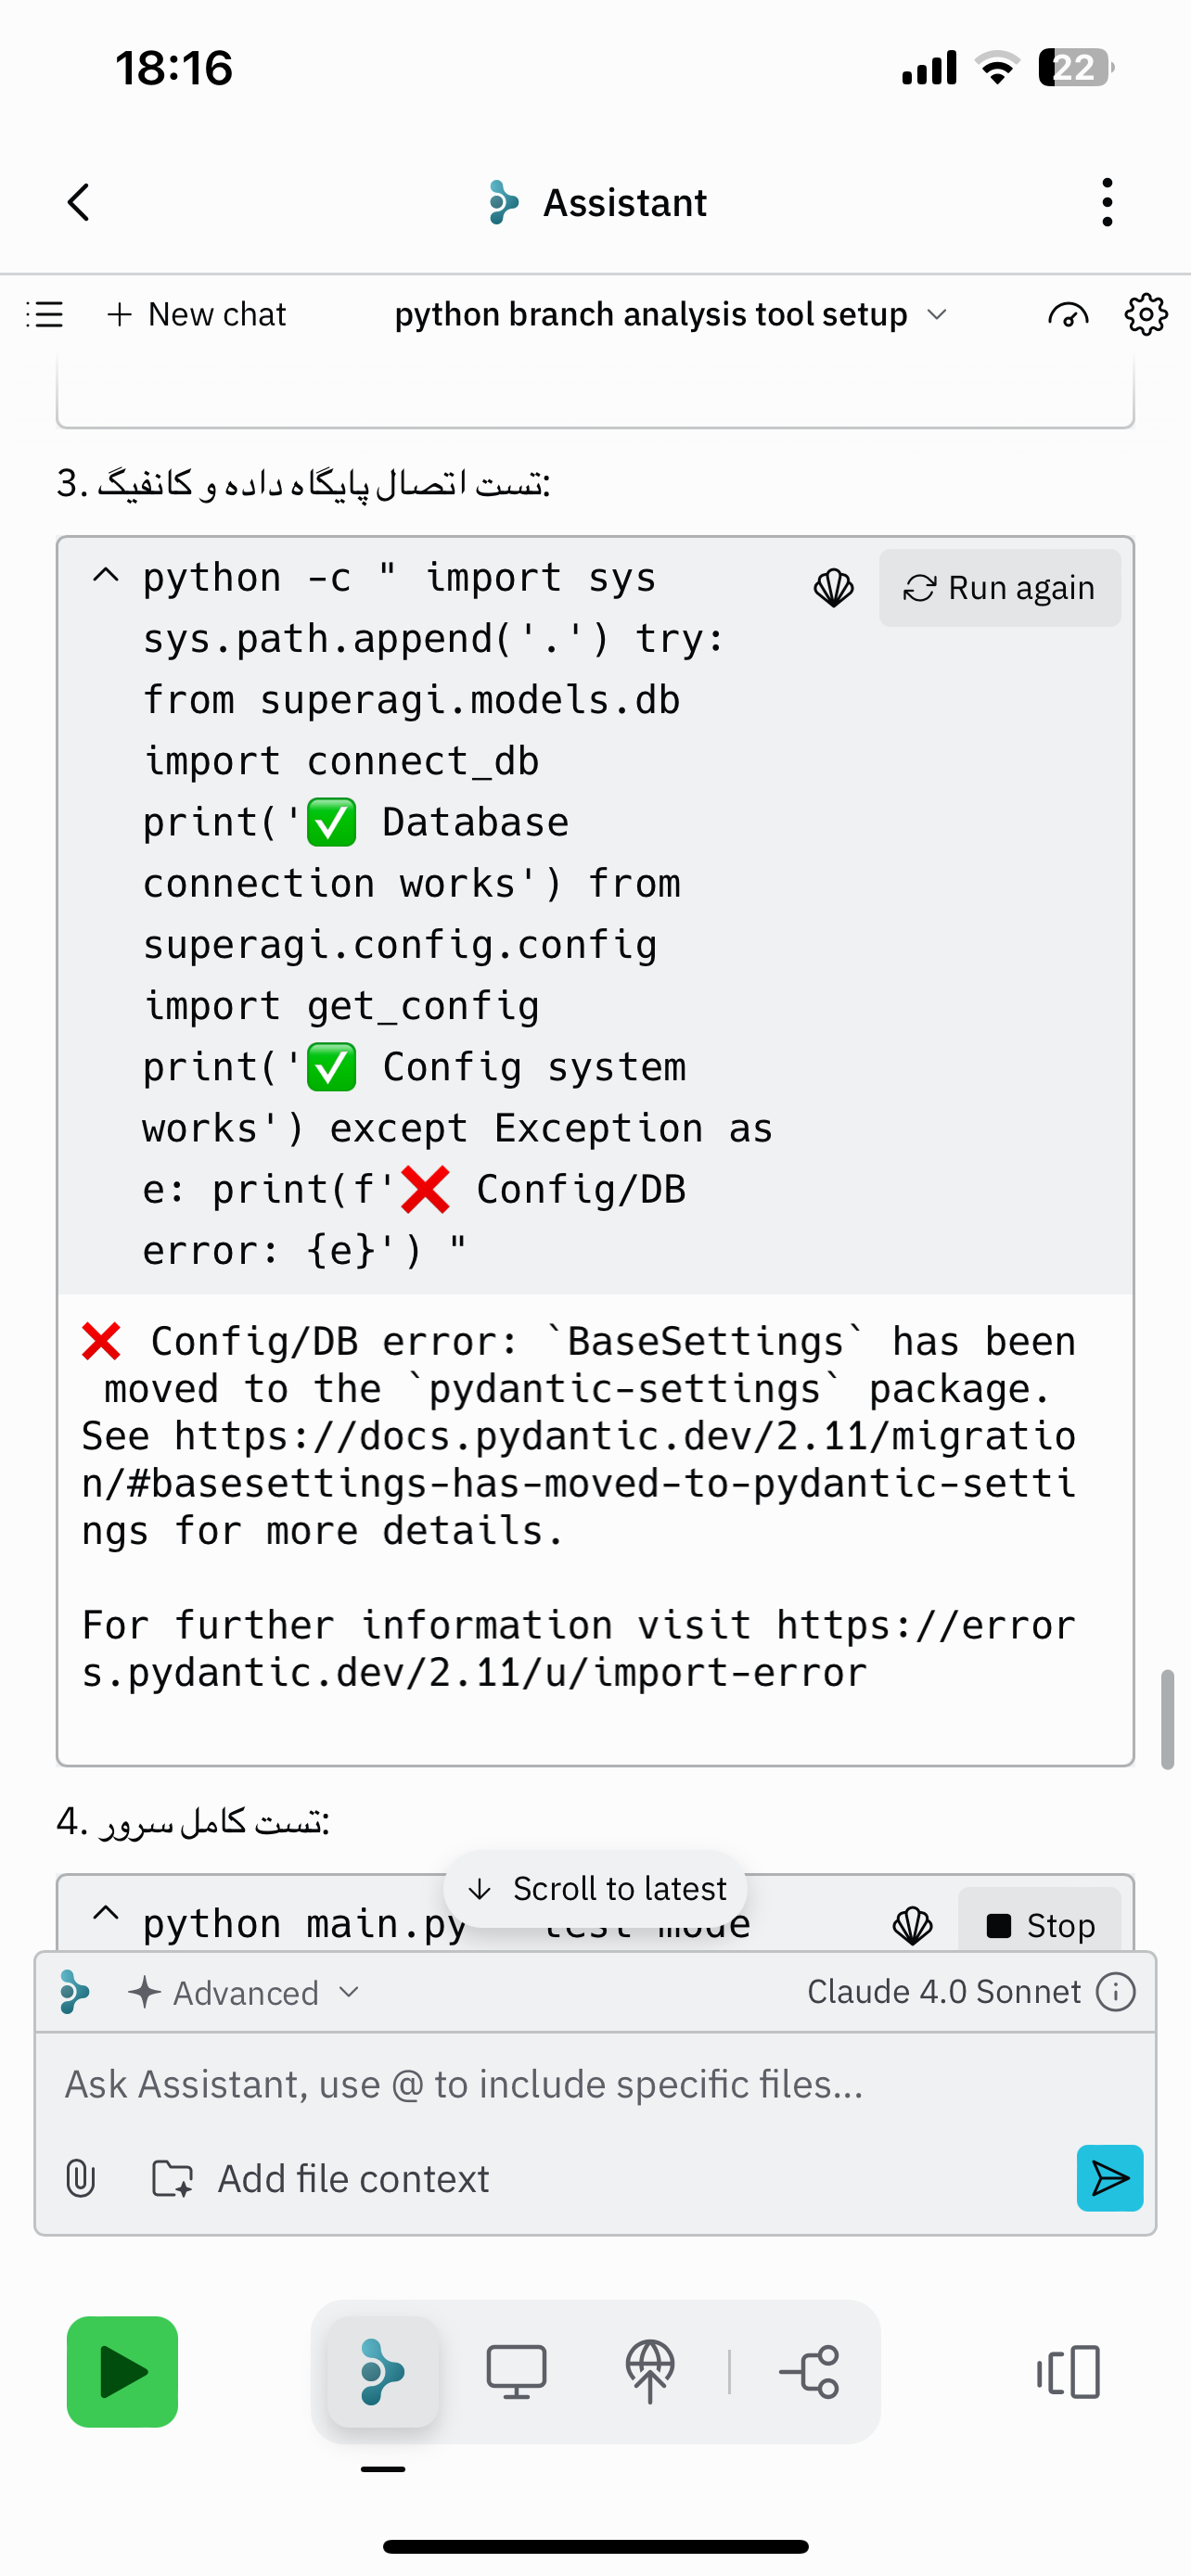 18:16
22
Assistant
+ New chat
python branch analysis tool setup
3. تست اتصال پایگاه داده و کانفیگ:
python -c " import sys
Run again
sys.path.append('.') try:
from superagi.models.db
import connect_db
print('✅ Database
connection works') from
superagi.config.config
import get_config
print('✅ Config system
works') except Exception as
e: print(f'❌ Config/DB
error: {e}') "
❌ Config/DB error: `BaseSettings` has been
moved to the `pydantic-settings` package.
See https://docs.pydantic.dev/2.11/migratio
n/#basesettings-has-moved-to-pydantic-setti
ngs for more details.
For further information visit https://error
s.pydantic.dev/2.11/u/import-error
4. تست کامل سرور:
Scroll to latest
python main.py
Stop
Advanced
Claude 4.0 Sonnet
Ask Assistant, use @ to include specific files...
Add file context